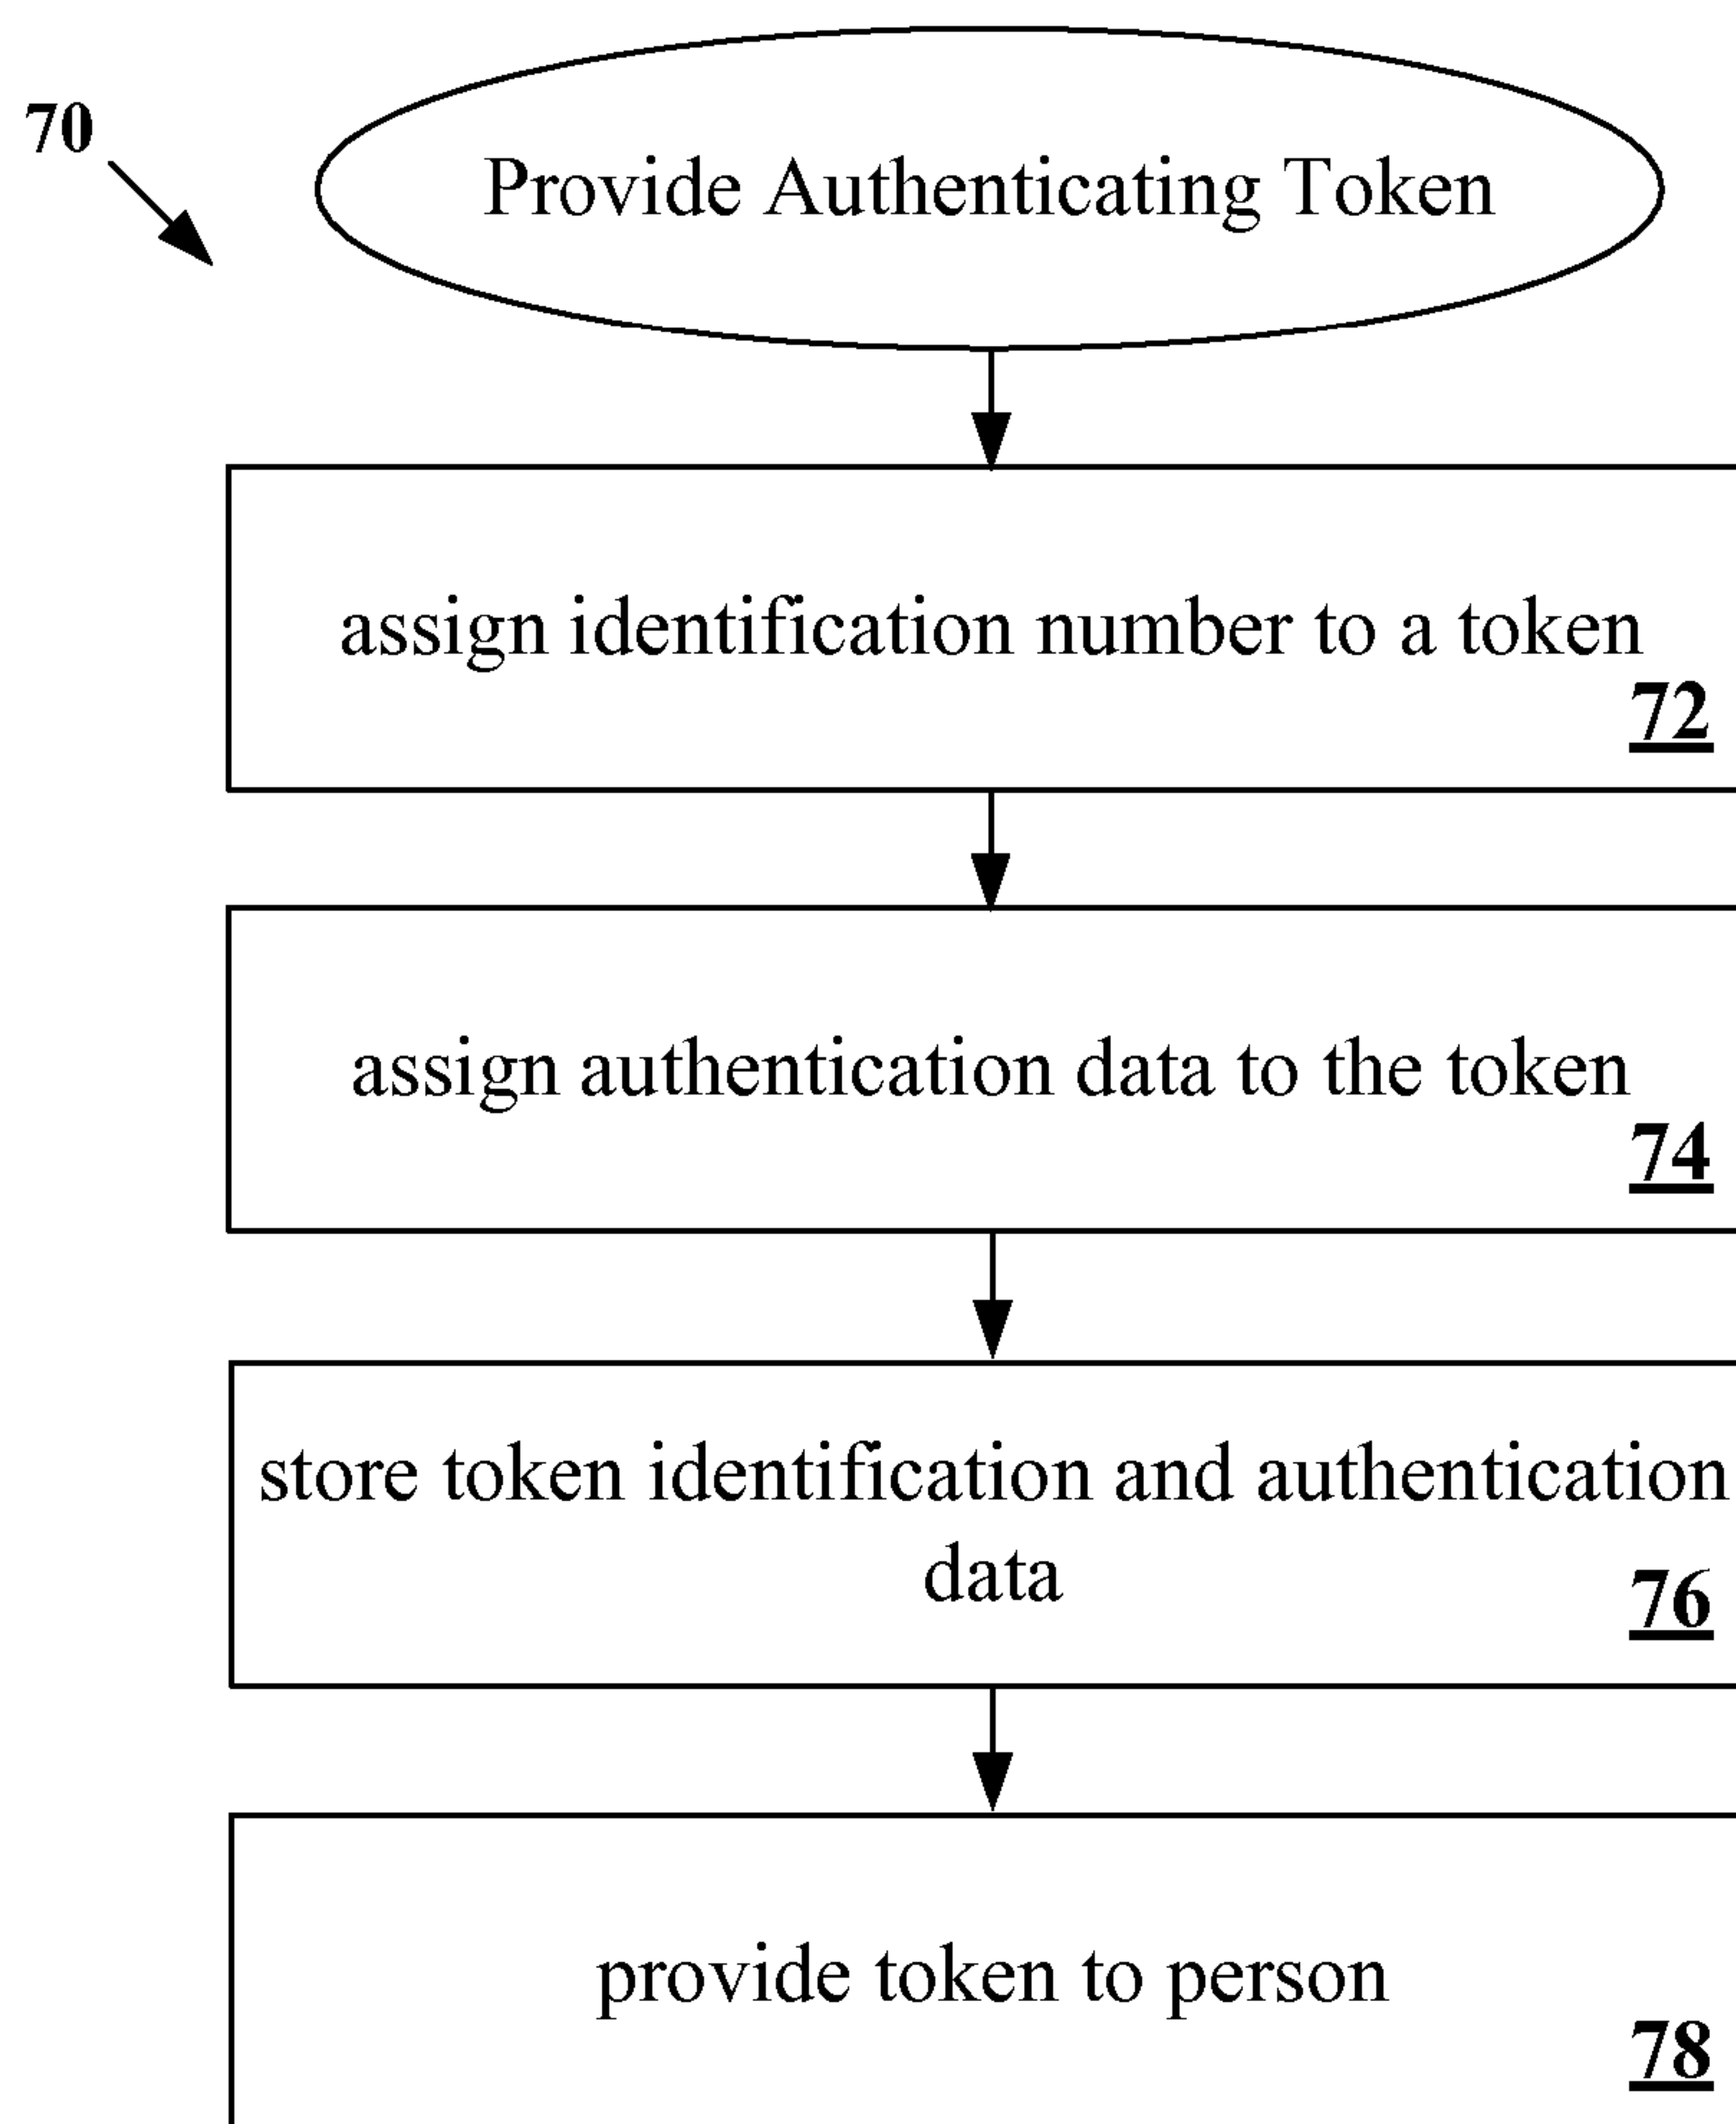 70
Provide Authenticating Token
assign identification number to a token
72
assign authentication data to the token
74
store token identification and authentication
data
76
provide token to person
78